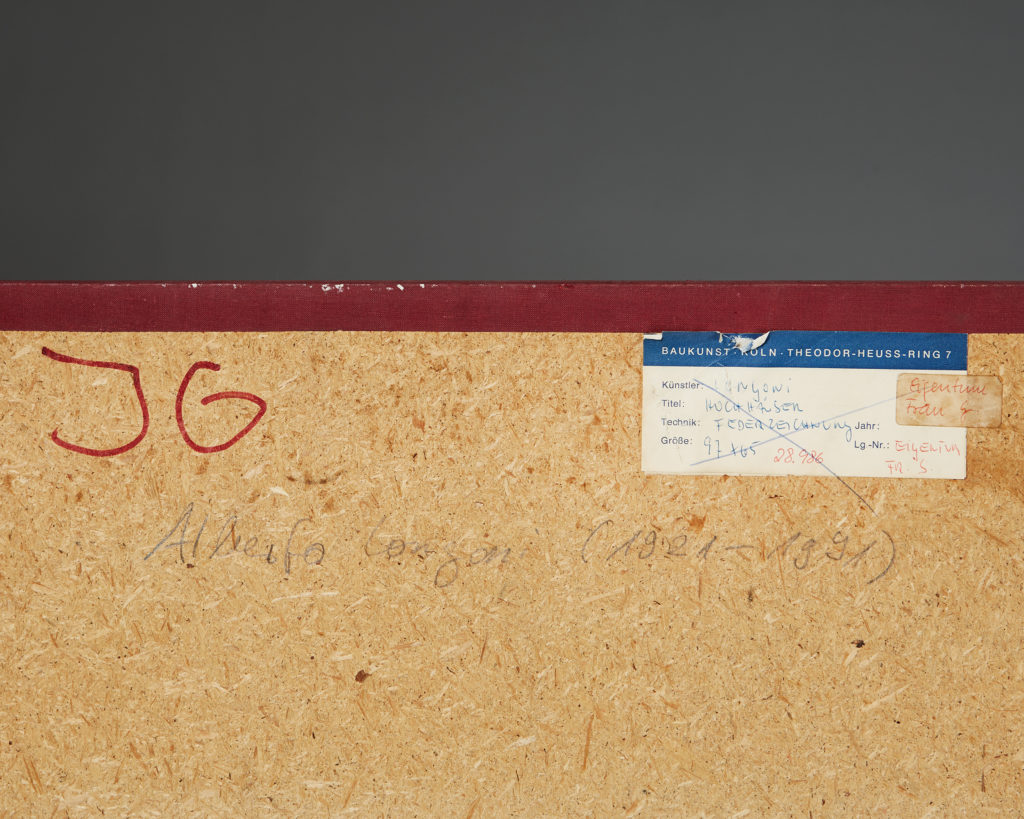 JG
BAUKUNST · KÖLN · THEODOR-HEUSS-RING 7
Künstler: Longoni
Titel: HOCHHÄUSER
Technik: FEDERZEICHNUNG Jahr:
Größe: 97 x 65 28.986 Lg-Nr.: EIGENTUM
FR. S.
Eigentum
Frau S.
Alberto Longoni (1921-1991)